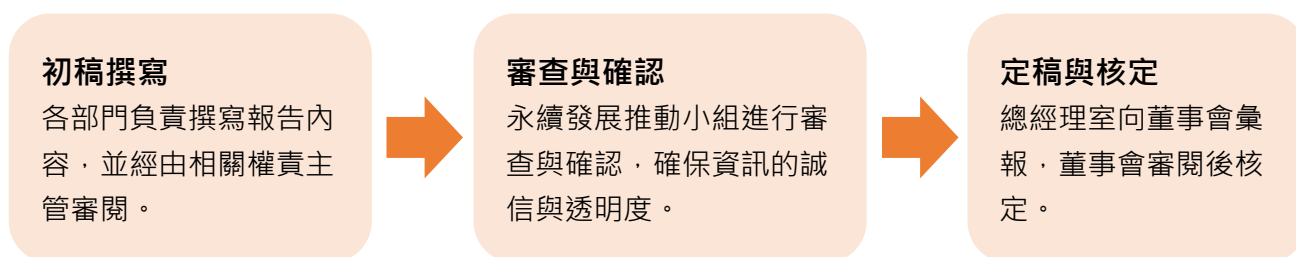 初稿撰寫
各部門負責撰寫報告內
容，並經由相關權責主
管審閱。
審查與確認
永續發展推動小組進行審
查與確認，確保資訊的誠
信與透明度。
定稿與核定
總經理室向董事會彙
報，董事會審閱後核
定。